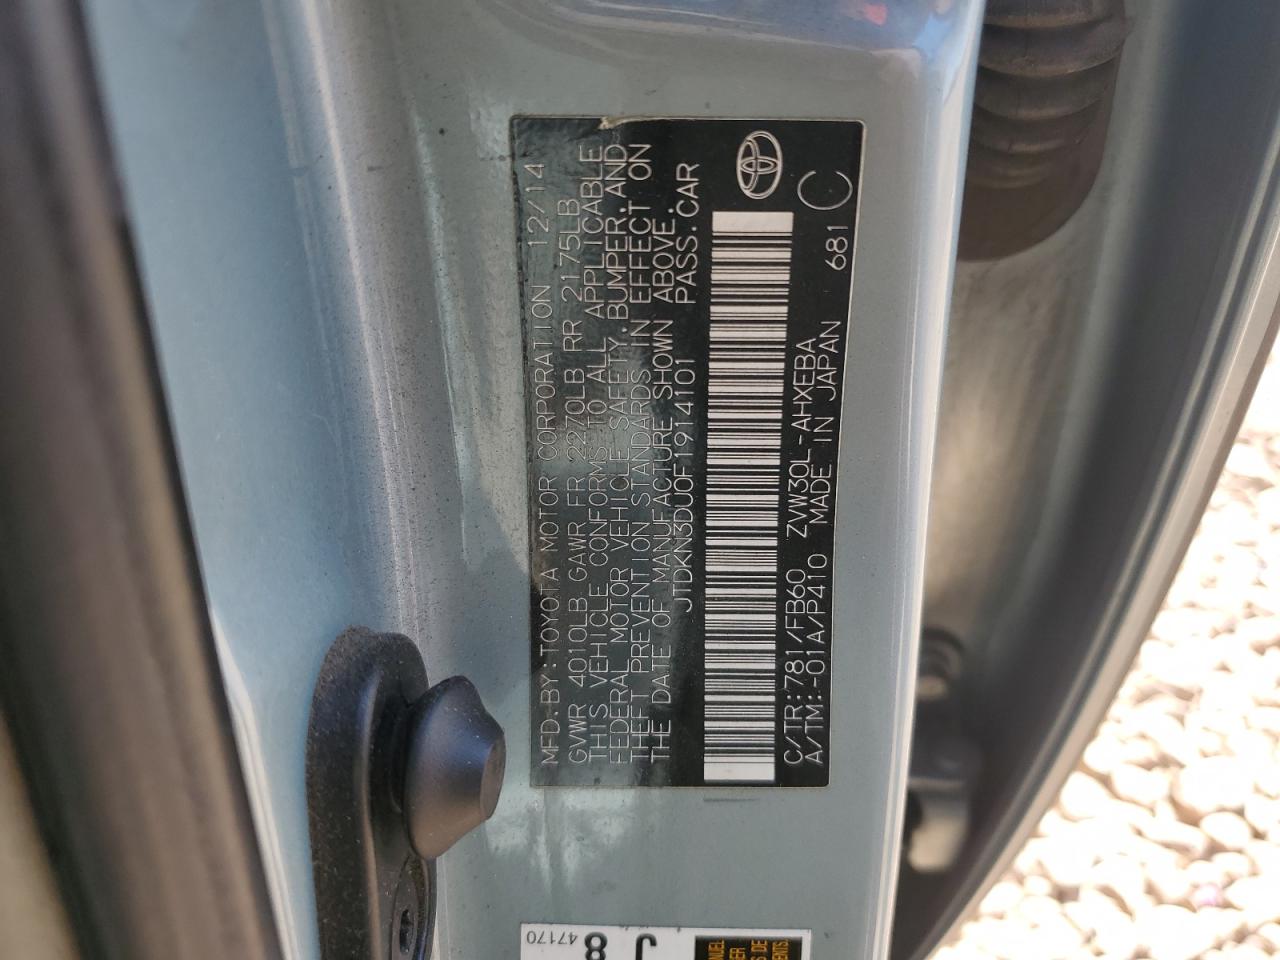 MFD.BY:TOYOTA MOTOR CORPORATION 12/14
GVWR 4010LB GAWR FR 2270LB RR 2175LB
THIS VEHICLE CONFORMS TO ALL APPLICABLE
FEDERAL MOTOR VEHICLE SAFETY, BUMPER, AND
THEFT PREVENTION STANDARDS IN EFFECT ON
THE DATE OF MANUFACTURE SHOWN ABOVE.
JTDKN3DU0F1914101 PASS.CAR
C/TR:781/FB60 ZVW30L-AHXEBA 681
A/TM:-01A/P410 MADE IN JAPAN C
47170
8
J